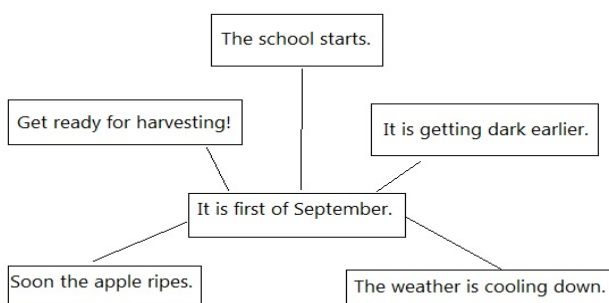 The school starts.
Get ready for harvesting!
It is getting dark earlier.
It is first of September.
Soon the apple ripes.
The weather is cooling down.